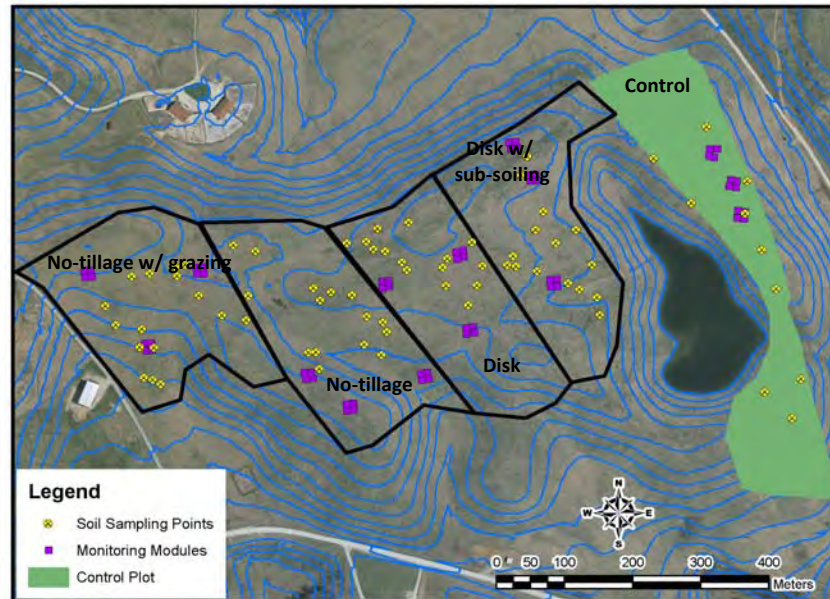 Control
Disk w/
sub-soiling
No-tillage w/ grazing
No-tillage
Disk
Legend
Soil Sampling Points
Monitoring Modules
Control Plot
N
W E
S
0 50 100 200 300 400
Meters